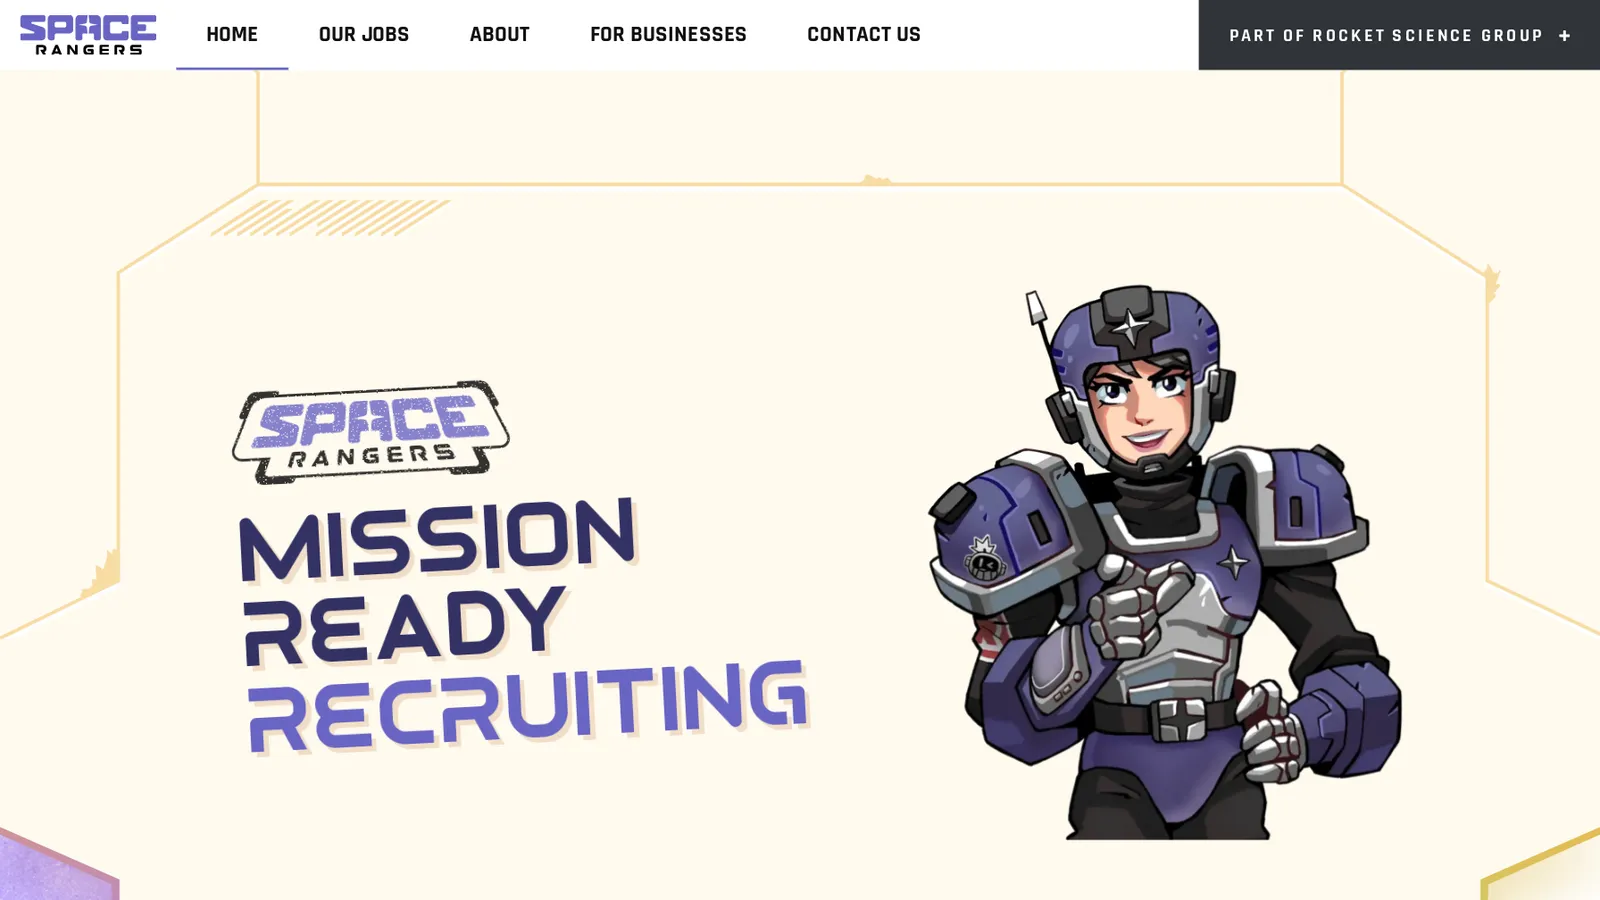 SPACE
RANGERS
HOME
OUR JOBS
ABOUT
FOR BUSINESSES
CONTACT US
PART OF ROCKET SCIENCE GROUP +
SPACE
RANGERS
MISSION
READY
RECRUITING